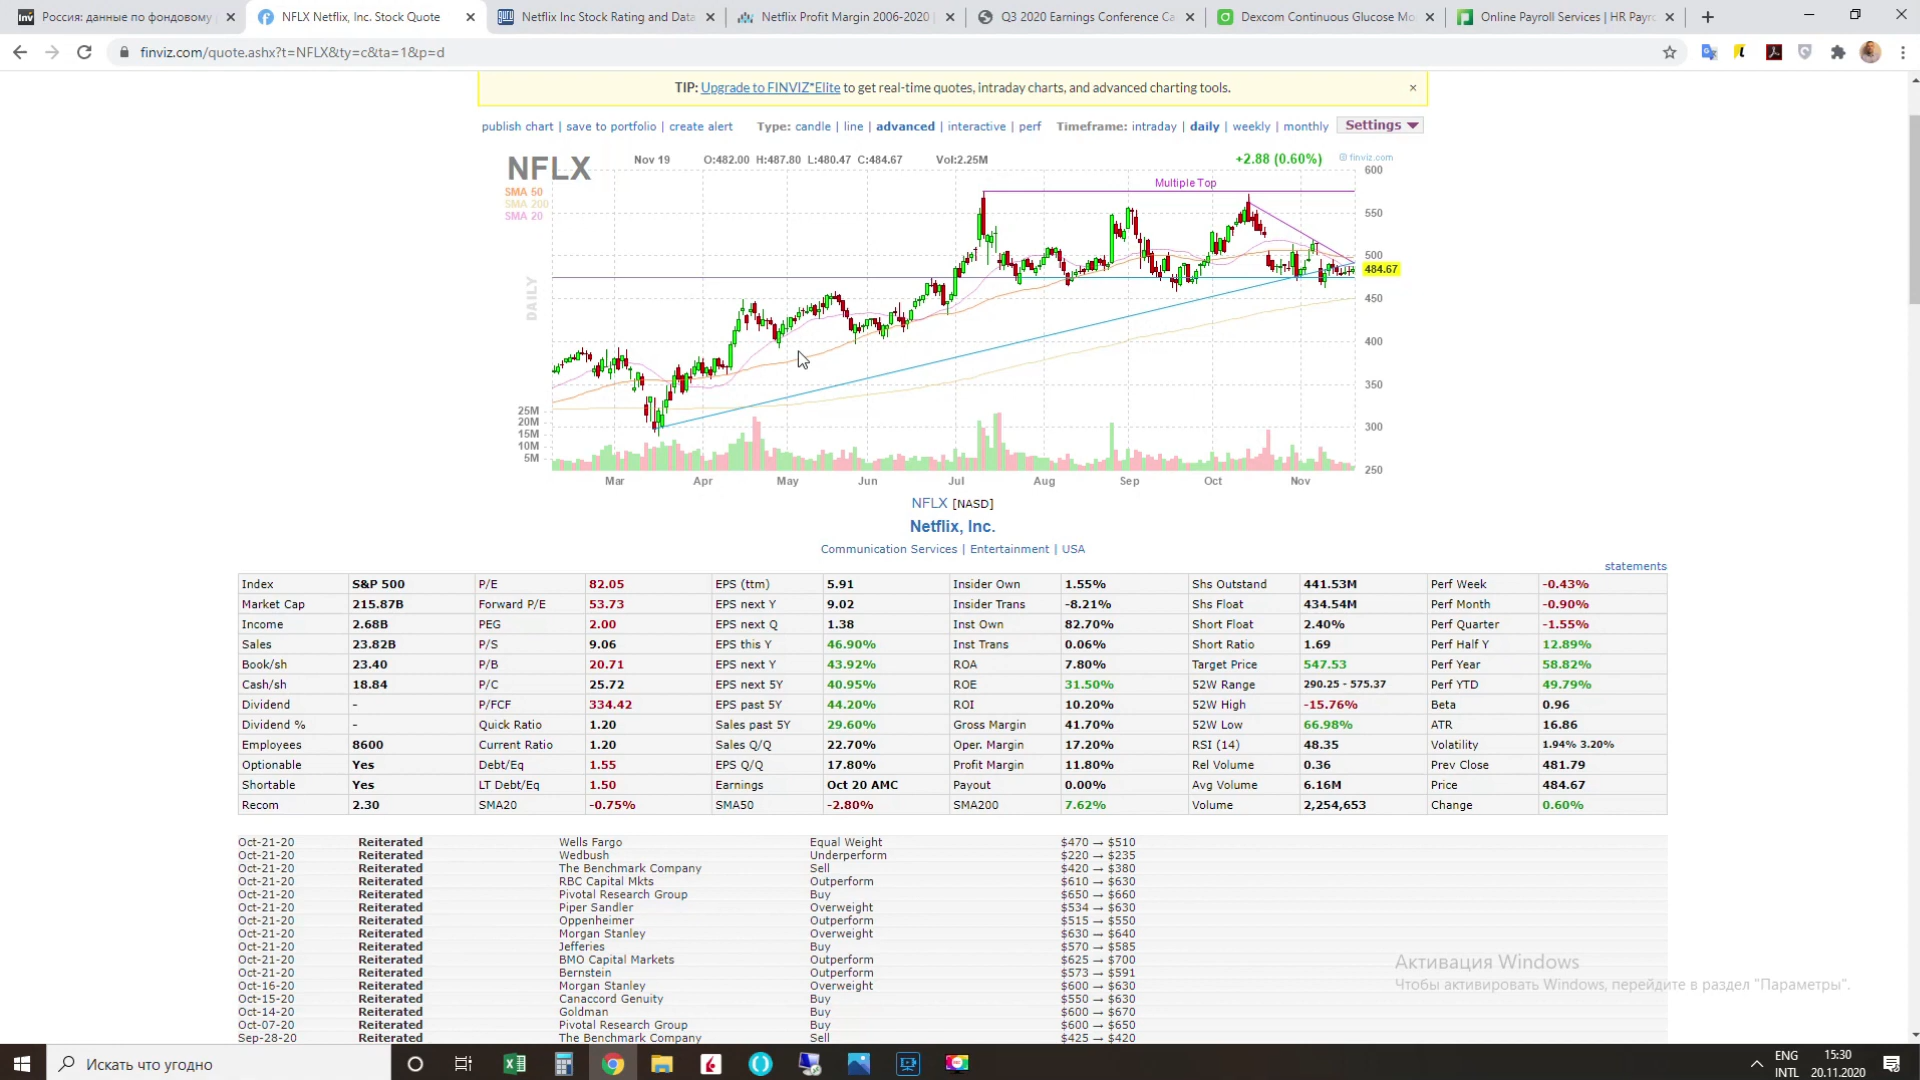 Россия: данные по фондовому
NFLX Netflix, Inc. Stock Quote
Netflix Inc Stock Rating and Data
Netflix Profit Margin 2006-2020 |
Q3 2020 Earnings Conference Ca
Dexcom Continuous Glucose Mo
Online Payroll Services | HR Payro
finviz.com/quote.ashx?t=NFLX&ty=c&ta=1&p=d
TIP: Upgrade to FINVIZ*Elite to get real-time quotes, intraday charts, and advanced charting tools. ×
publish chart | save to portfolio | create alert Type: candle | line | advanced | interactive | perf Timeframe: intraday | daily | weekly | monthly Settings
NFLX Nov 19 O:482.00 H:487.80 L:480.47 C:484.67 Vol:2.25M +2.88 (0.60%) © finviz.com
SMA 50
SMA 200
SMA 20
Multiple Top
DAILY
600
550
500
484.67
450
400
350
300
250
25M
20M
15M
10M
5M
Mar Apr May Jun Jul Aug Sep Oct Nov
NFLX [NASD]
Netflix, Inc.
Communication Services | Entertainment | USA
statements
Index S&P 500 P/E 82.05 EPS (ttm) 5.91 Insider Own 1.55% Shs Outstand 441.53M Perf Week -0.43%
Market Cap 215.87B Forward P/E 53.73 EPS next Y 9.02 Insider Trans -8.21% Shs Float 434.54M Perf Month -0.90%
Income 2.68B PEG 2.00 EPS next Q 1.38 Inst Own 82.70% Short Float 2.40% Perf Quarter -1.55%
Sales 23.82B P/S 9.06 EPS this Y 46.90% Inst Trans 0.06% Short Ratio 1.69 Perf Half Y 12.89%
Book/sh 23.40 P/B 20.71 EPS next Y 43.92% ROA 7.80% Target Price 547.53 Perf Year 58.82%
Cash/sh 18.84 P/C 25.72 EPS next 5Y 40.95% ROE 31.50% 52W Range 290.25 - 575.37 Perf YTD 49.79%
Dividend - P/FCF 334.42 EPS past 5Y 44.20% ROI 10.20% 52W High -15.76% Beta 0.96
Dividend % - Quick Ratio 1.20 Sales past 5Y 29.60% Gross Margin 41.70% 52W Low 66.98% ATR 16.86
Employees 8600 Current Ratio 1.20 Sales Q/Q 22.70% Oper. Margin 17.20% RSI (14) 48.35 Volatility 1.94% 3.20%
Optionable Yes Debt/Eq 1.55 EPS Q/Q 17.80% Profit Margin 11.80% Rel Volume 0.36 Prev Close 481.79
Shortable Yes LT Debt/Eq 1.50 Earnings Oct 20 AMC Payout 0.00% Avg Volume 6.16M Price 484.67
Recom 2.30 SMA20 -0.75% SMA50 -2.80% SMA200 7.62% Volume 2,254,653 Change 0.60%
Oct-21-20 Reiterated Wells Fargo Equal Weight $470 → $510
Oct-21-20 Reiterated Wedbush Underperform $220 → $235
Oct-21-20 Reiterated The Benchmark Company Sell $420 → $380
Oct-21-20 Reiterated RBC Capital Mkts Outperform $610 → $630
Oct-21-20 Reiterated Pivotal Research Group Buy $650 → $660
Oct-21-20 Reiterated Piper Sandler Overweight $534 → $630
Oct-21-20 Reiterated Oppenheimer Outperform $515 → $550
Oct-21-20 Reiterated Morgan Stanley Overweight $630 → $640
Oct-21-20 Reiterated Jefferies Buy $570 → $585
Oct-21-20 Reiterated BMO Capital Markets Outperform $625 → $700
Oct-21-20 Reiterated Bernstein Outperform $573 → $591
Oct-16-20 Reiterated Morgan Stanley Overweight $600 → $630
Oct-15-20 Reiterated Canaccord Genuity Buy $550 → $630
Oct-14-20 Reiterated Goldman Buy $600 → $670
Oct-07-20 Reiterated Pivotal Research Group Buy $600 → $650
Sep-28-20 Reiterated The Benchmark Company Sell $425 → $420
Активация Windows
Чтобы активировать Windows, перейдите в раздел "Параметры".
Искать что угодно
ENG
INTL
15:30
20.11.2020